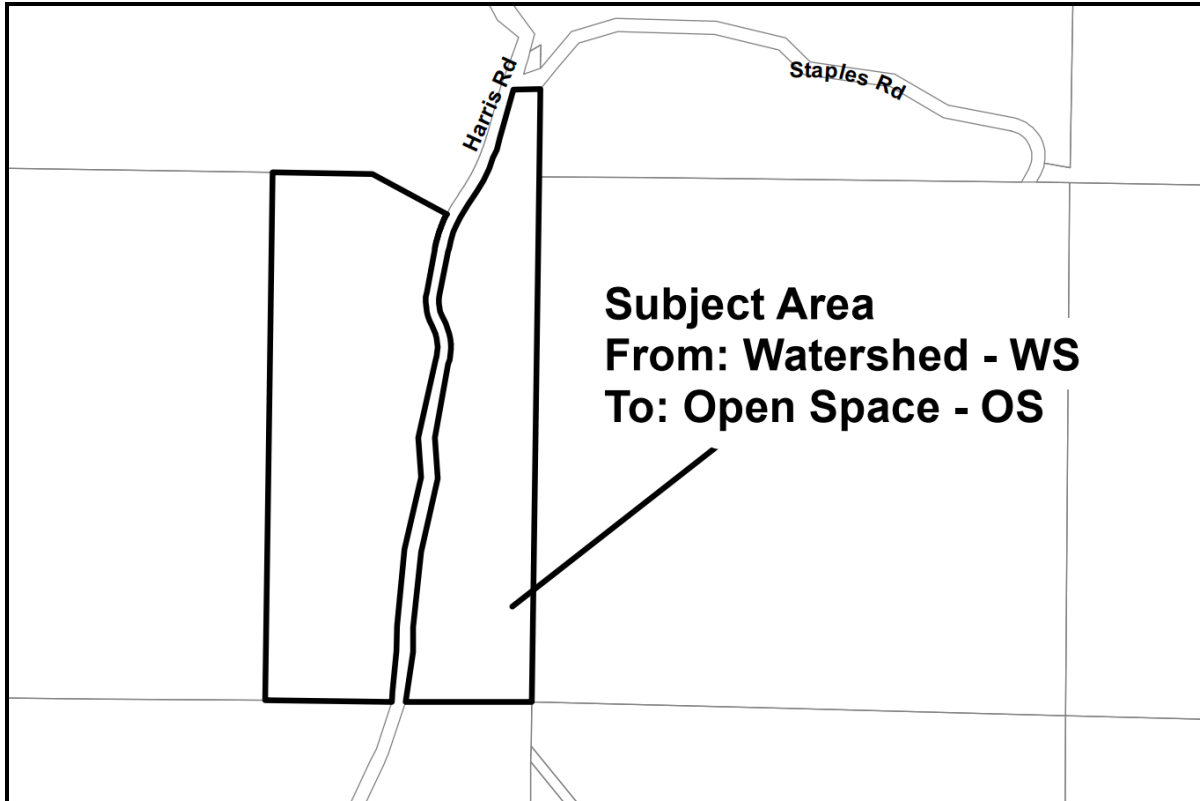 Harris Rd
Staples Rd
Subject Area
From: Watershed - WS
To: Open Space - OS